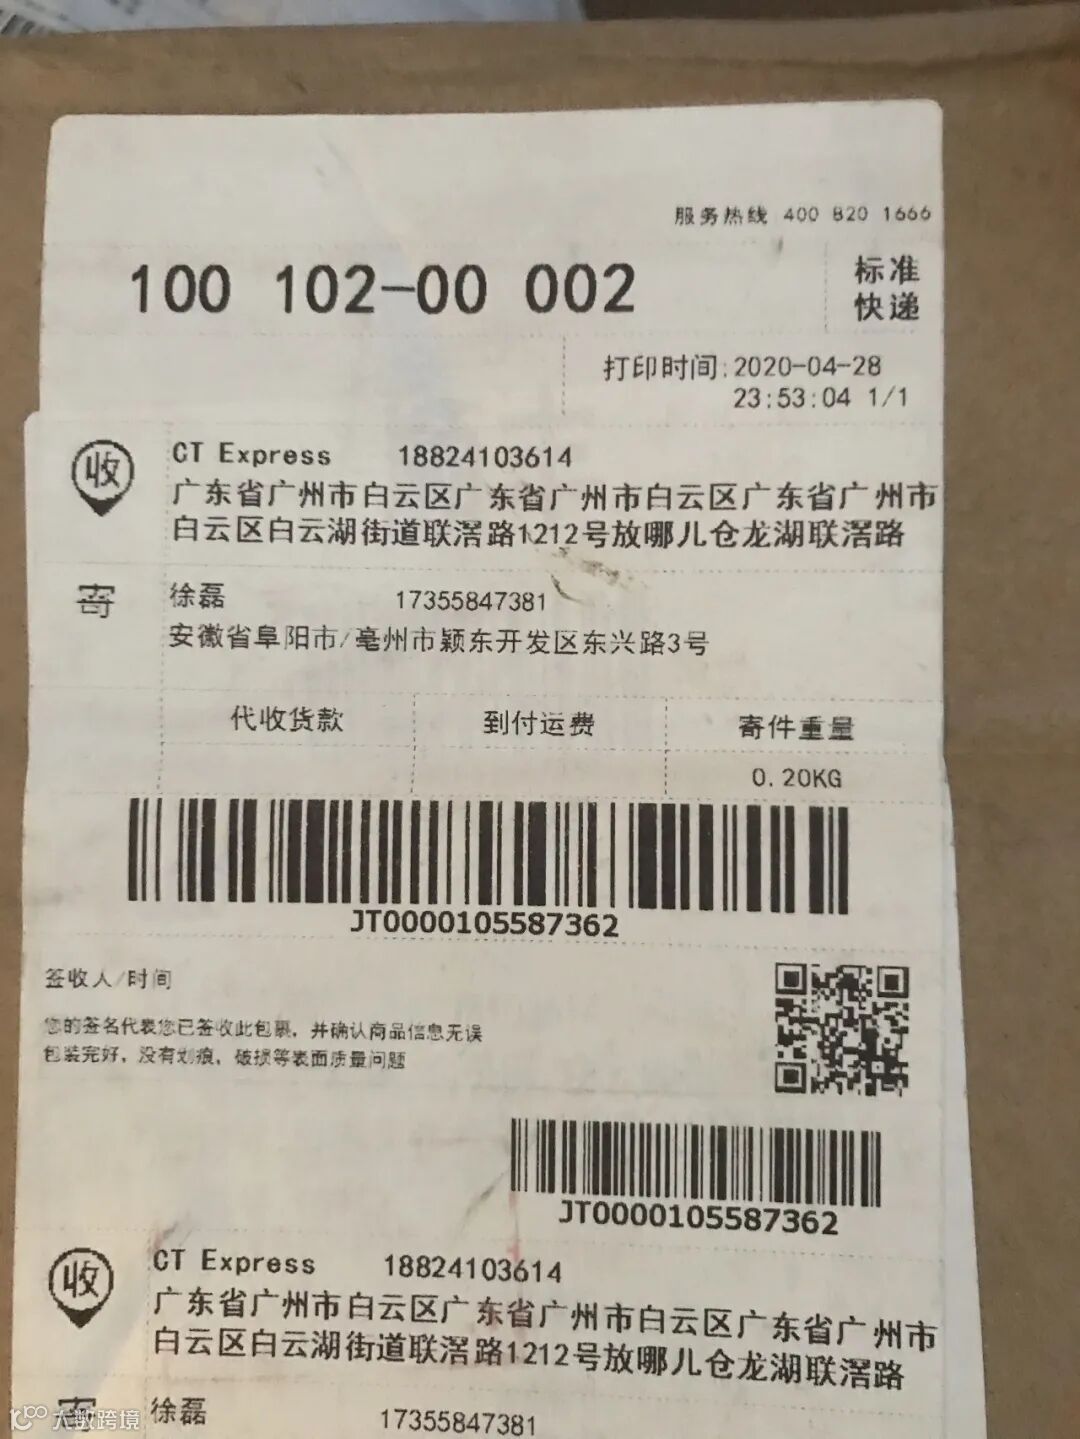 服务热线 400 820 1666
100 102-00 002
标准
快递
打印时间:2020-04-28
23:53:04 1/1
收
CT Express 18824103614
广东省广州市白云区广东省广州市白云区广东省广州市
白云区白云湖街道联滘路1212号放哪儿仓龙湖联滘路
寄
徐磊 17355847381
安徽省阜阳市/亳州市颍东开发区东兴路3号
代收货款 到付运费 寄件重量
0.20KG
JT0000105587362
签收人/时间
您的签名代表您已签收此包裹，并确认商品信息无误
包装完好，没有划痕，破损等表面质量问题
JT0000105587362
收
CT Express 18824103614
广东省广州市白云区广东省广州市白云区广东省广州市
白云区白云湖街道联滘路1212号放哪儿仓龙湖联滘路
寄
徐磊 17355847381
大数跨境